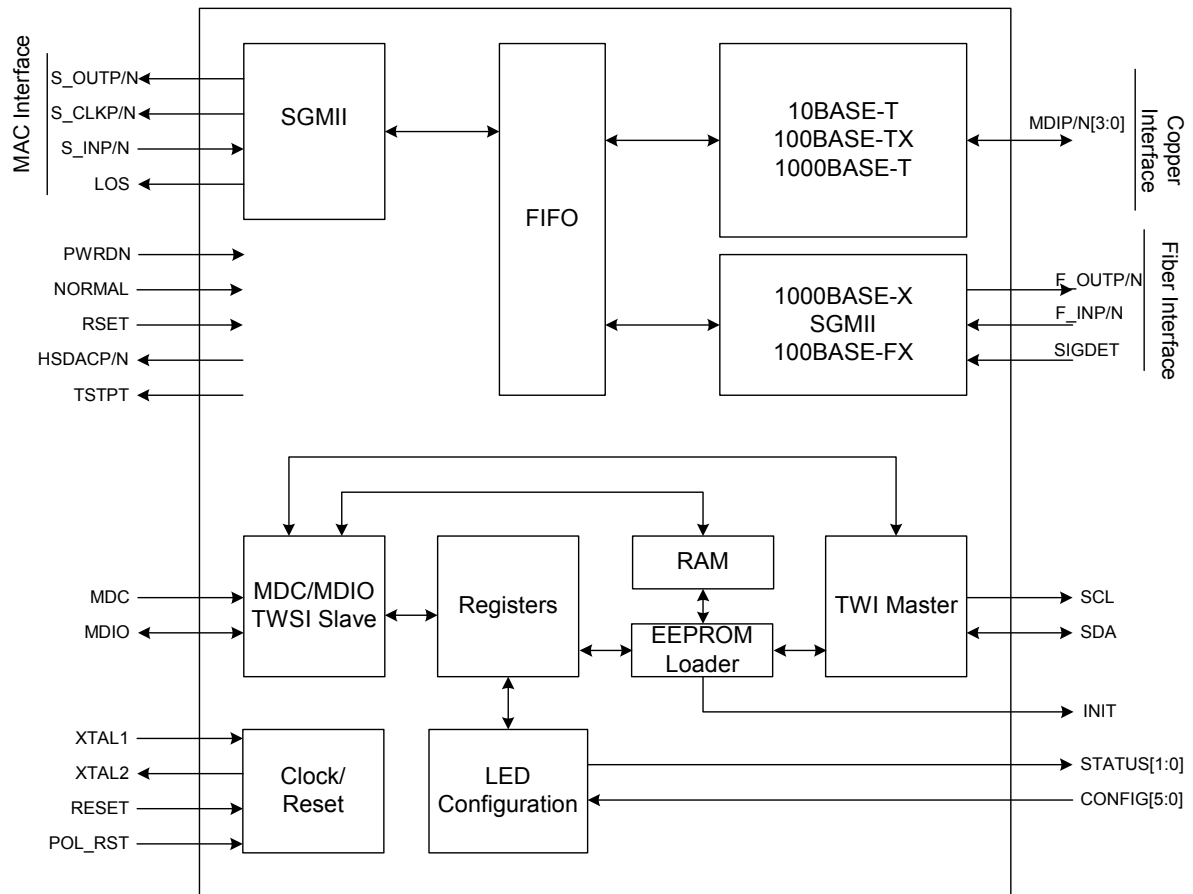 MAC Interface
S_OUTP/N
S_CLKP/N
S_INP/N
LOS
SGMII
FIFO
10BASE-T
100BASE-TX
1000BASE-T
MDIP/N[3:0]
Copper
Interface
PWRDN
NORMAL
RSET
HSDACP/N
TSTPT
1000BASE-X
SGMII
100BASE-FX
F_OUTP/N
F_INP/N
SIGDET
Fiber Interface
MDC
MDIO
MDC/MDIO
TWSI Slave
Registers
RAM
EEPROM
Loader
TWI Master
SCL
SDA
INIT
XTAL1
XTAL2
RESET
POL_RST
Clock/
Reset
LED
Configuration
STATUS[1:0]
CONFIG[5:0]